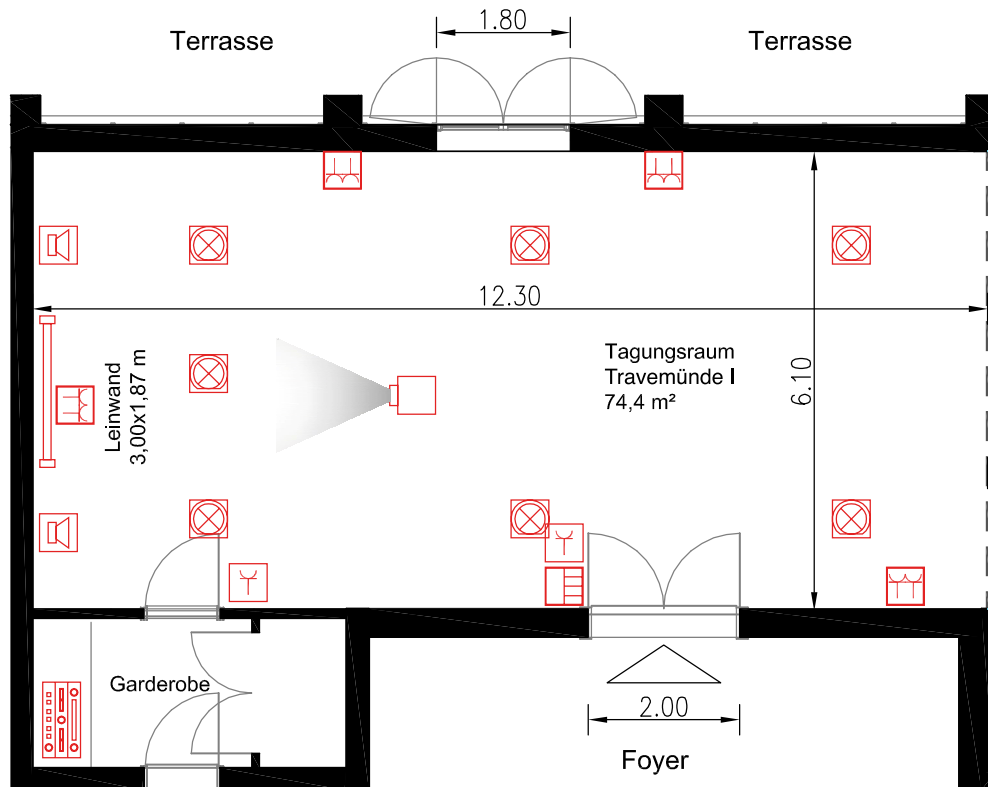 1.80
Terrasse
Terrasse
12.30
Leinwand
3,00x1,87 m
Tagungsraum
Travemünde I
74,4 m²
6.10
Garderobe
2.00
Foyer